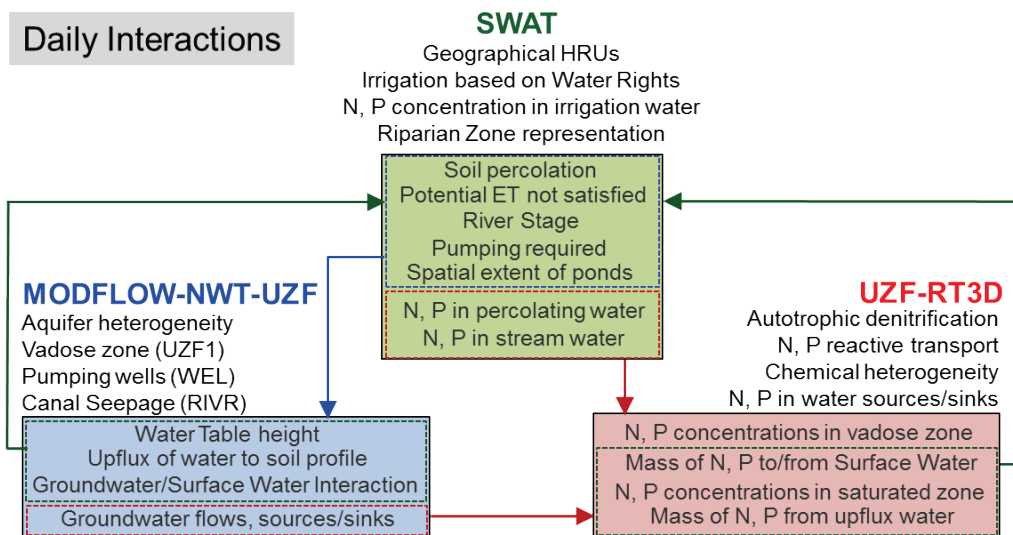 Daily Interactions
SWAT
Geographical HRUs
Irrigation based on Water Rights
N, P concentration in irrigation water
Riparian Zone representation
Soil percolation
Potential ET not satisfied
River Stage
Pumping required
Spatial extent of ponds
N, P in percolating water
N, P in stream water
MODFLOW-NWT-UZF
Aquifer heterogeneity
Vadose zone (UZF1)
Pumping wells (WEL)
Canal Seepage (RIVR)
Water Table height
Upflux of water to soil profile
Groundwater/Surface Water Interaction
Groundwater flows, sources/sinks
UZF-RT3D
Autotrophic denitrification
N, P reactive transport
Chemical heterogeneity
N, P in water sources/sinks
N, P concentrations in vadose zone
Mass of N, P to/from Surface Water
N, P concentrations in saturated zone
Mass of N, P from upflux water